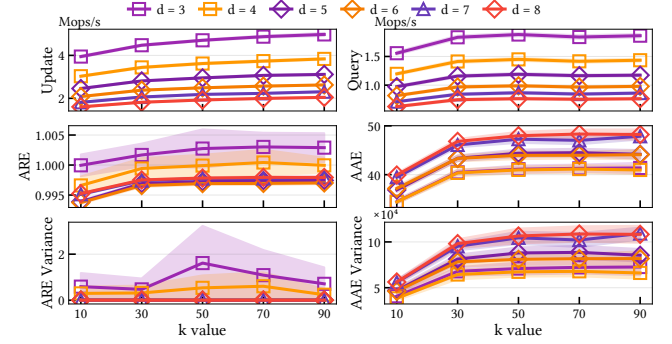 d = 3 d = 4 d = 5 d = 6 d = 7 d = 8
Mops/s Mops/s
Update 4 2
Query 1.5 1.0
ARE 1.005 1.000 0.995
AAE 50 40
ARE Variance 2 0
AAE Variance ×10⁴ 10 5
10 30 50 70 90 10 30 50 70 90
k value k value